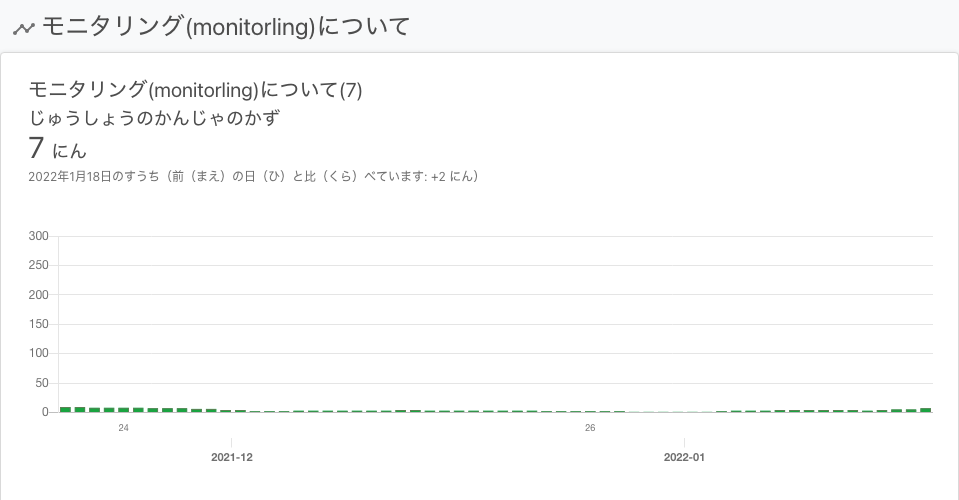 モニタリング(monitorling)について
モニタリング(monitorling)について(7)
じゅうしょうのかんじゃのかず
7 にん
2022年1月18日のすうち（前（まえ）の日（ひ）と比（くら）べています: +2 にん）
300
250
200
150
100
50
0
24 26
2021-12 2022-01